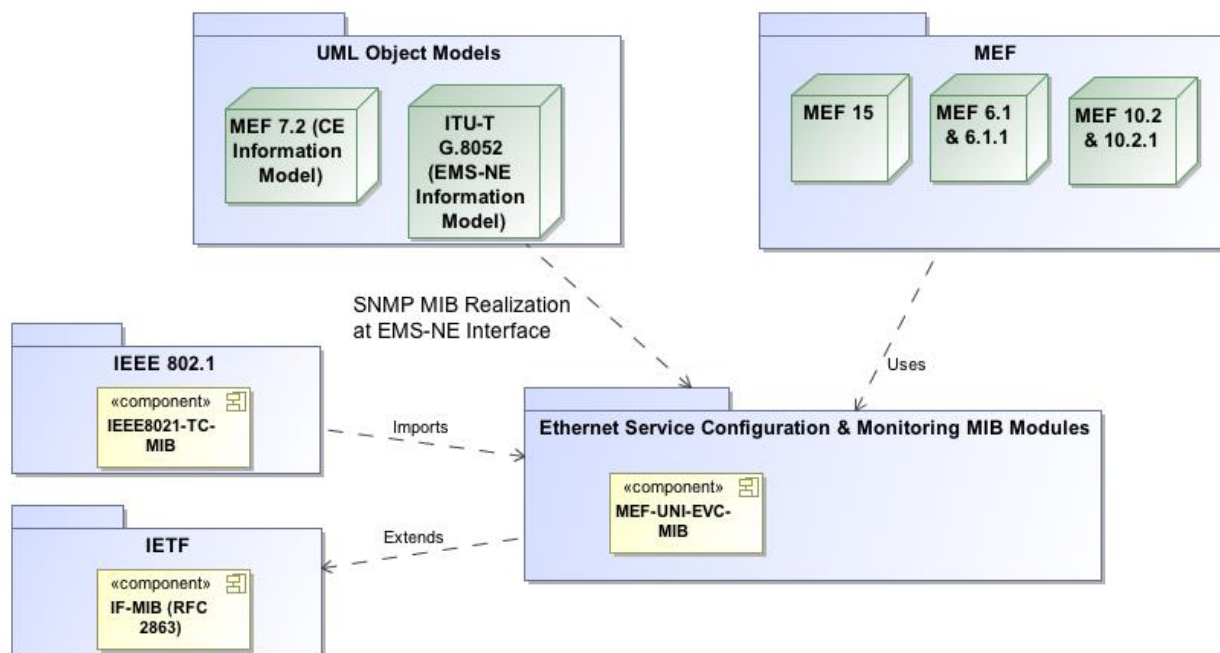 UML Object Models
MEF 7.2 (CE
Information
Model)
ITU-T
G.8052
(EMS-NE
Information
Model)
MEF
MEF 15
MEF 6.1
& 6.1.1
MEF 10.2
& 10.2.1
SNMP MIB Realization
at EMS-NE Interface
Uses
IEEE 802.1
«component»
IEEE8021-TC-
MIB
Imports
Ethernet Service Configuration & Monitoring MIB Modules
«component»
MEF-UNI-EVC-
MIB
Extends
IETF
«component»
IF-MIB (RFC
2863)